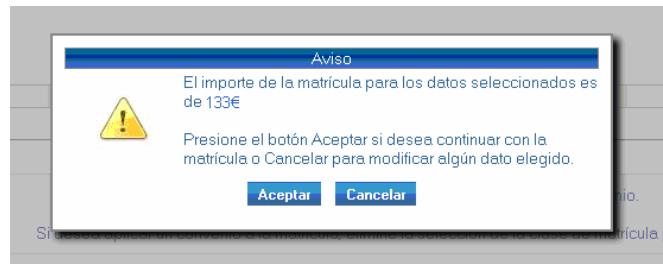 Aviso
El importe de la matrícula para los datos seleccionados es
de 133€
Presione el botón Aceptar si desea continuar con la
matrícula o Cancelar para modificar algún dato elegido.
Aceptar Cancelar